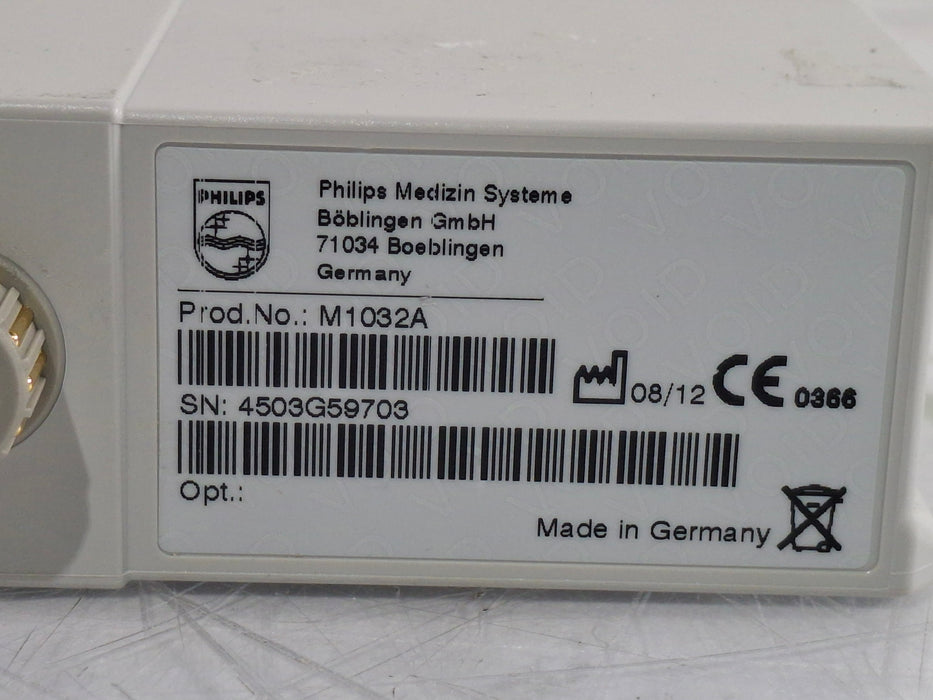 PHILIPS
Philips Medizin Systeme
Böblingen GmbH
71034 Boeblingen
Germany
Prod.No.: M1032A
08/12 CE 0366
SN: 4503G59703
Opt.:
Made in Germany
VOID